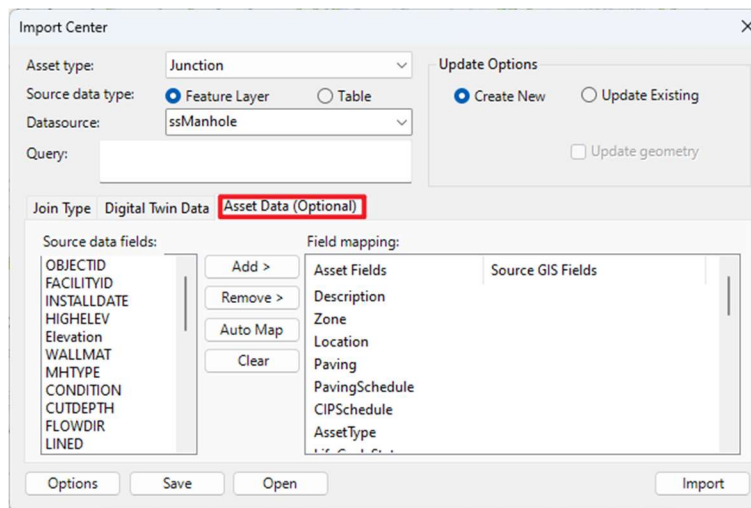 Import Center
Asset type: Junction
Source data type: Feature Layer Table
Datasource: ssManhole
Query:
Update Options
Create New Update Existing
Update geometry
Join Type Digital Twin Data Asset Data (Optional)
Source data fields:
OBJECTID
FACILITYID
INSTALLDATE
HIGHELEV
Elevation
WALLMAT
MHTYPE
CONDITION
CUTDEPTH
FLOWDIR
LINED
Add >
Remove >
Auto Map
Clear
Field mapping:
Asset Fields Source GIS Fields
Description
Zone
Location
Paving
PavingSchedule
CIPSchedule
AssetType
Options Save Open Import